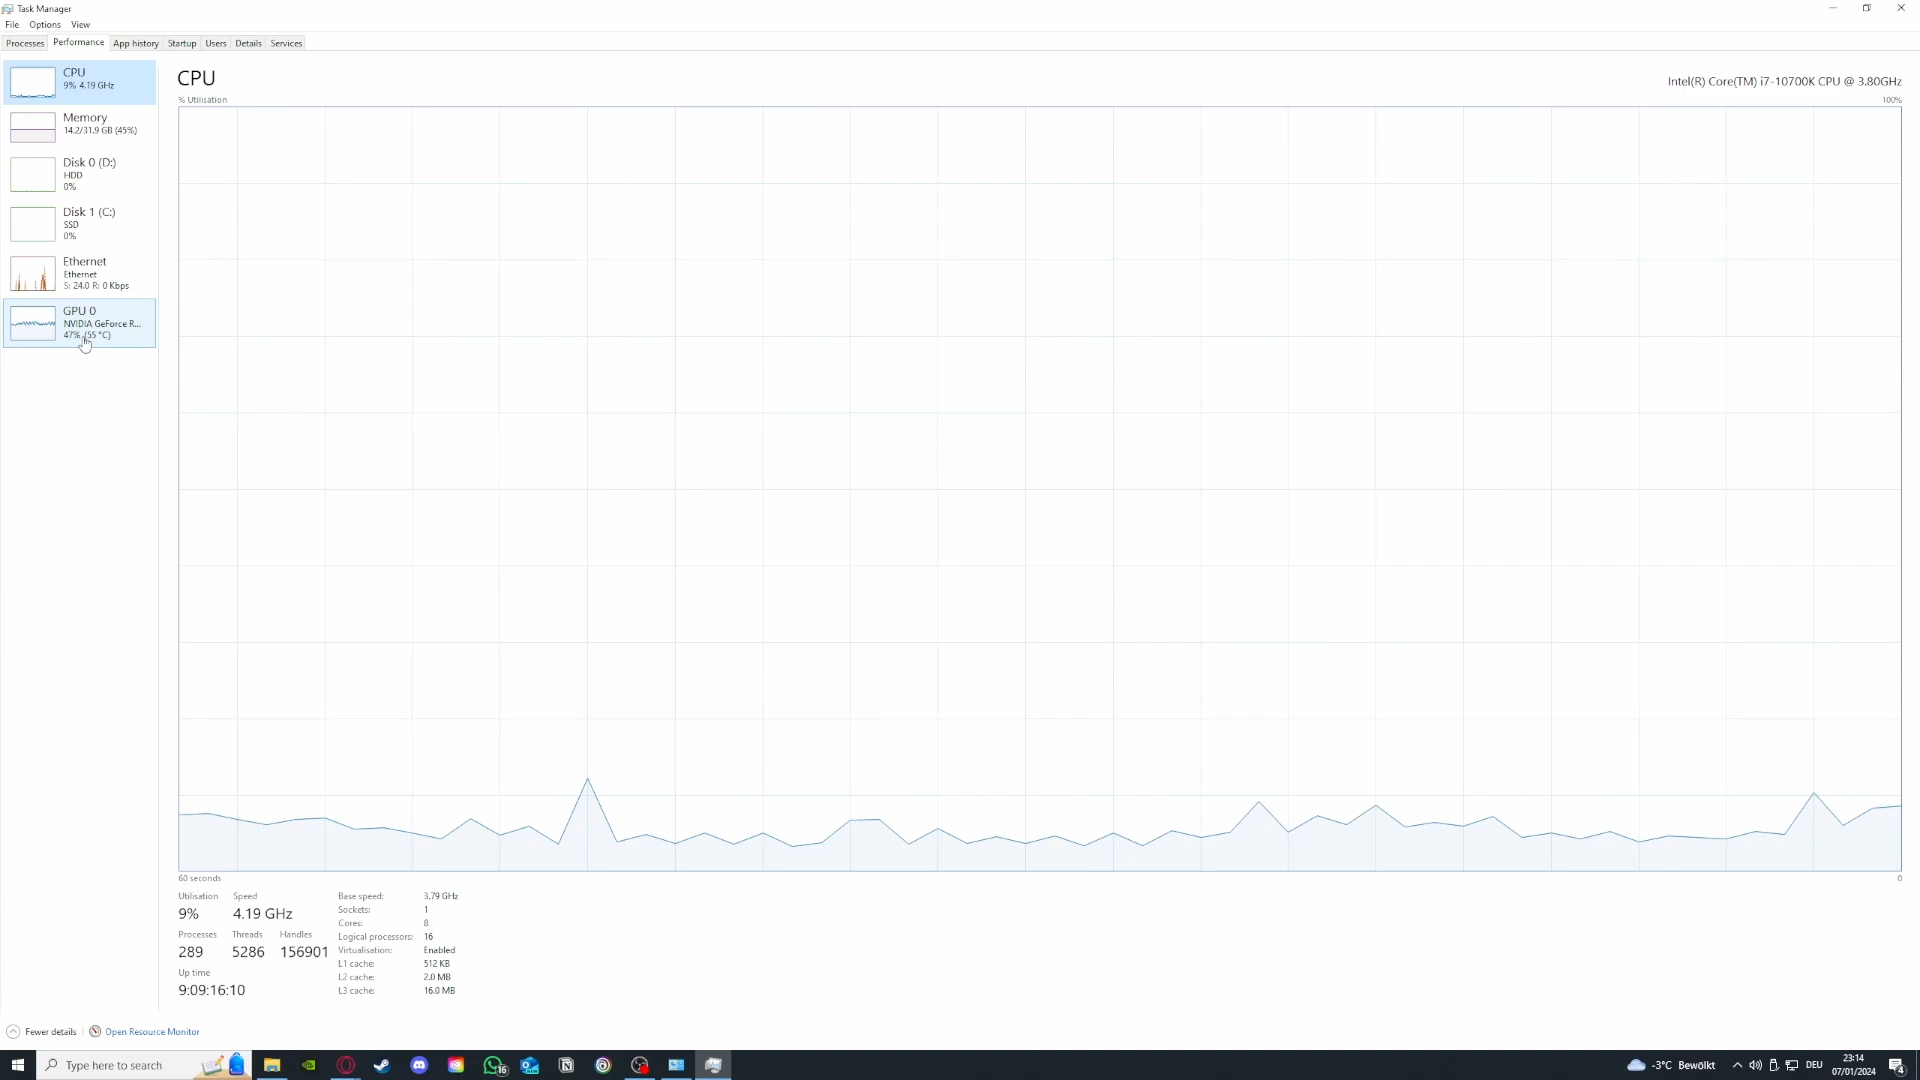 Task Manager
File Options View
Processes Performance App history Startup Users Details Services
CPU
9% 4.19 GHz
Memory
14.2/31.9 GB (45%)
Disk 0 (D:)
HDD
0%
Disk 1 (C:)
SSD
0%
Ethernet
Ethernet
S: 24.0 R: 0 Kbps
GPU 0
NVIDIA GeForce R...
47% (55 °C)
CPU
Intel(R) Core(TM) i7-10700K CPU @ 3.80GHz
% Utilisation
100%
60 seconds
0
Utilisation Speed
9% 4.19 GHz
Processes Threads Handles
289 5286 156901
Up time
9:09:16:10
Base speed: 3.79 GHz
Sockets: 1
Cores: 8
Logical processors: 16
Virtualisation: Enabled
L1 cache: 512 KB
L2 cache: 2.0 MB
L3 cache: 16.0 MB
Fewer details Open Resource Monitor
Type here to search
16
-3°C Bewölkt
DEU
23:14
07/01/2024
4